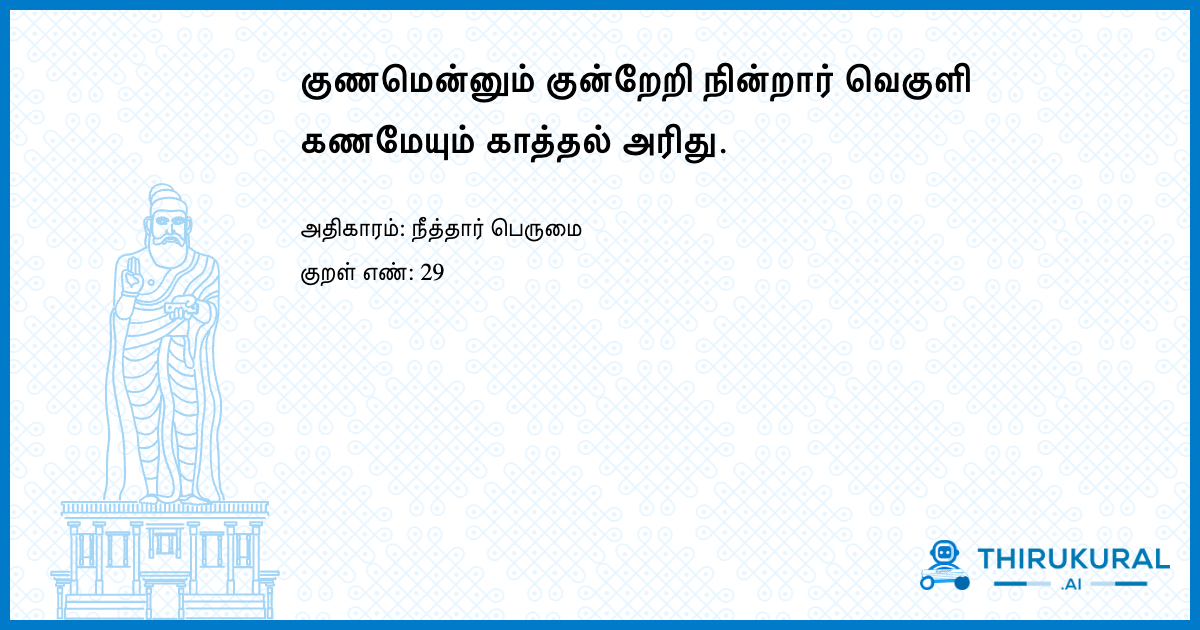 குணமென்னும் குன்றேறி நின்றார் வெகுளி
கணமேயும் காத்தல் அரிது.
அதிகாரம்: நீத்தார் பெருமை
குறள் எண்: 29
THIRUKURAL
.AI